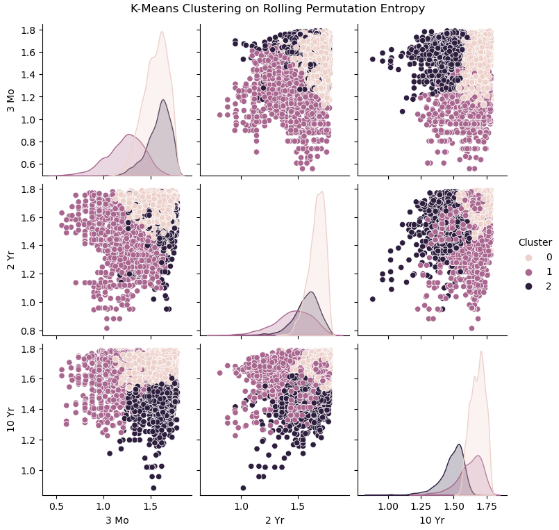 K-Means Clustering on Rolling Permutation Entropy
1.8
1.6
1.4
1.2
1.0
0.8
0.6
3 Mo
1.8
1.6
1.4
1.2
1.0
0.8
2 Yr
Cluster
0
1
2
1.8
1.6
1.4
1.2
1.0
10 Yr
0.5 1.0 1.5
3 Mo
1.0 1.5
2 Yr
1.00 1.25 1.50 1.75
10 Yr